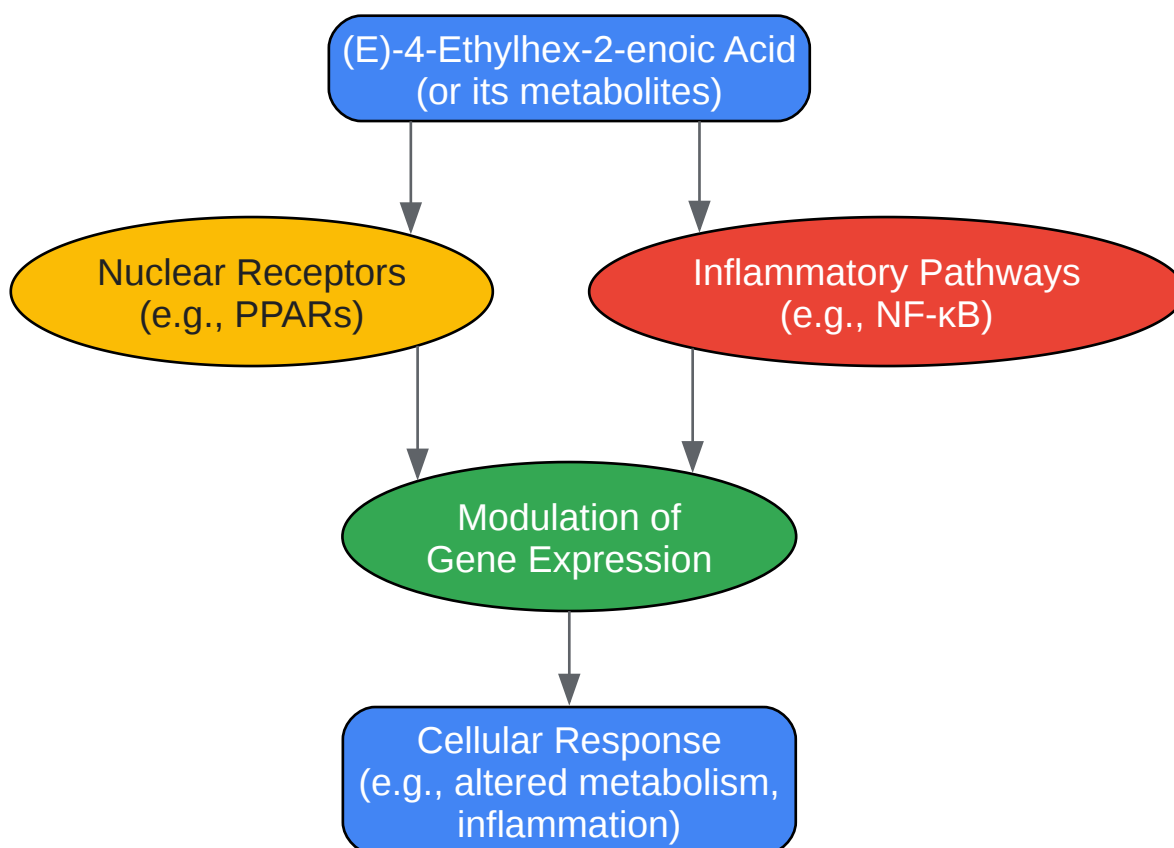 (E)-4-Ethylhex-2-enoic Acid
(or its metabolites)
Nuclear Receptors
(e.g., PPARs)
Inflammatory Pathways
(e.g., NF-κB)
Modulation of
Gene Expression
Cellular Response
(e.g., altered metabolism,
inflammation)